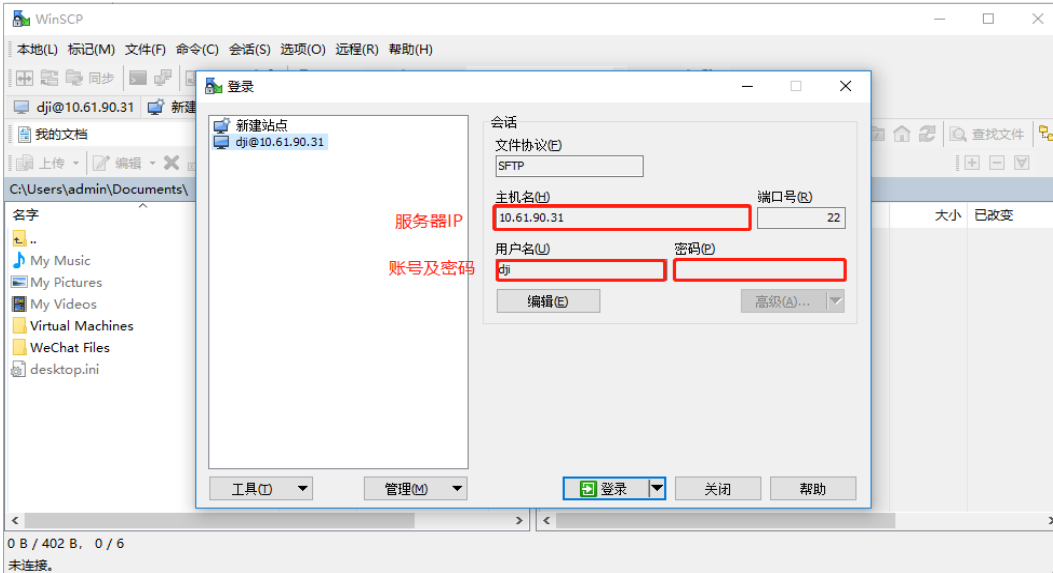 WinSCP
本地(L) 标记(M) 文件(F) 命令(C) 会话(S) 选项(O) 远程(R) 帮助(H)
同步
登录
dji@10.61.90.31 新建
新建站点
dji@10.61.90.31
会话
文件协议(F)
SFTP
我的文档
查找文件
上传 编辑
C:\Users\admin\Documents\
主机名(H) 端口号(R)
服务器IP 10.61.90.31 22
名字 大小 已改变
..
用户名(U) 密码(P)
账号及密码 dji
My Music
My Pictures
编辑(E) 高级(A)...
My Videos
Virtual Machines
WeChat Files
desktop.ini
工具(T) 管理(M) 登录 关闭 帮助
0 B / 402 B, 0 / 6
未连接。